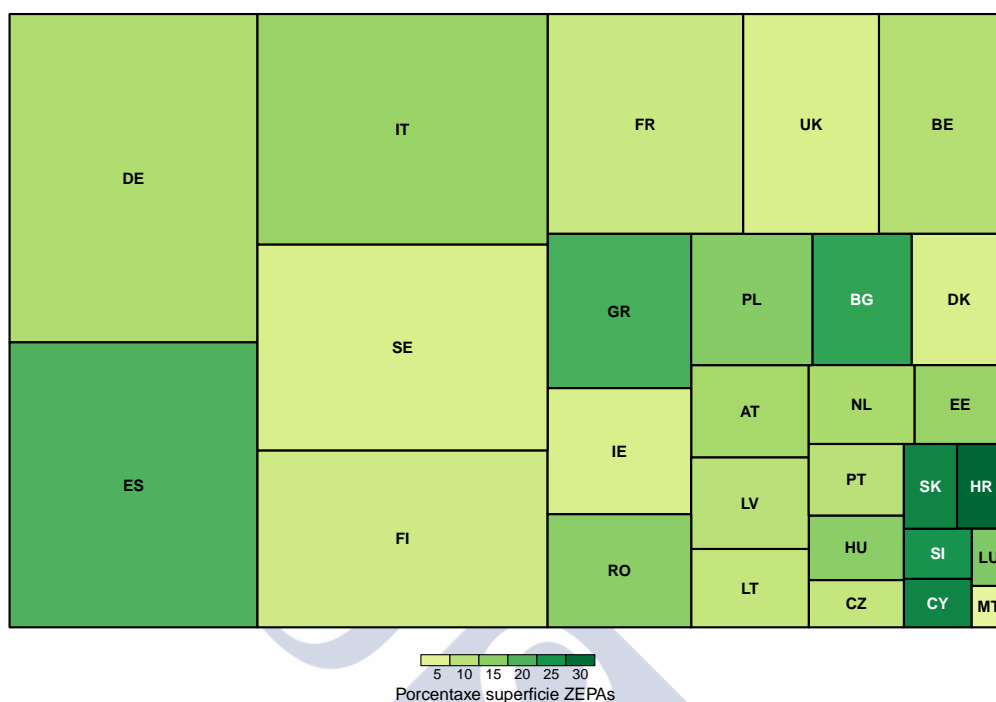 DE
IT
FR
UK
BE
GR
PL
BG
DK
SE
AT
NL
EE
IE
ES
LV
PT
SK
HR
FI
RO
HU
SI
LU
LT
CZ
CY
MT
5 10 15 20 25 30
Porcentaxe superficie ZEPAs